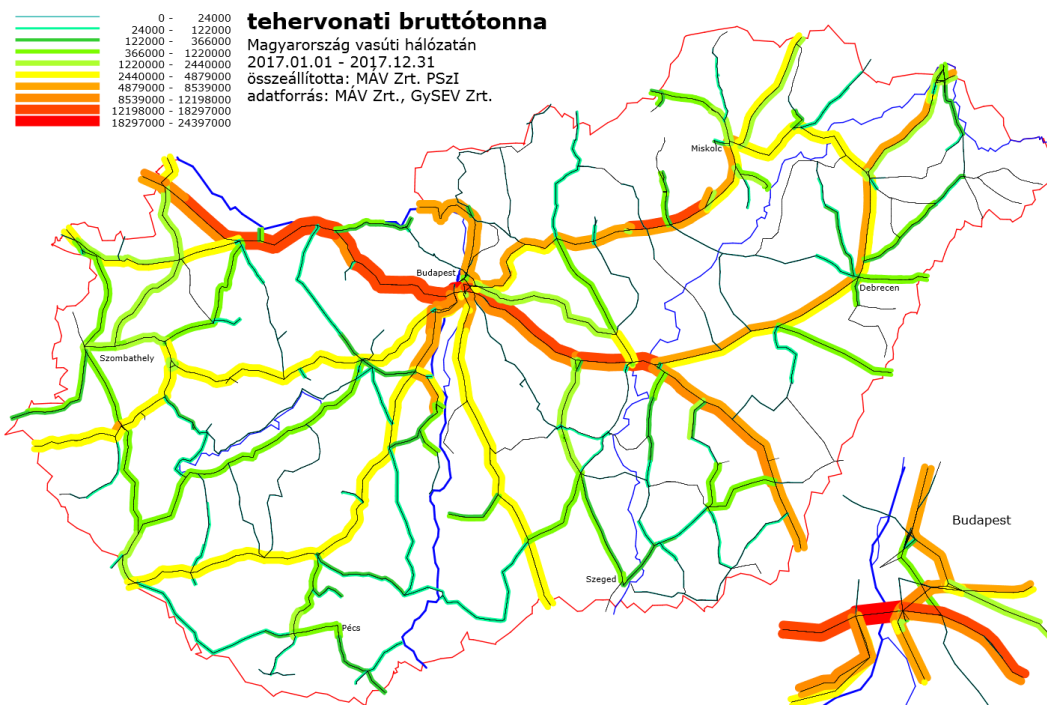 tehervonati bruttótonna
Magyarország vasúti hálózatán
2017.01.01 - 2017.12.31
összeállította: MÁV Zrt. PSzI
adatforrás: MÁV Zrt., GySEV Zrt.
0 - 24000
24000 - 122000
122000 - 366000
366000 - 1220000
1220000 - 2440000
2440000 - 4879000
4879000 - 8539000
8539000 - 12198000
12198000 - 18297000
18297000 - 24397000
Miskolc
Budapest
Debrecen
Szombathely
Budapest
Szeged
Pécs